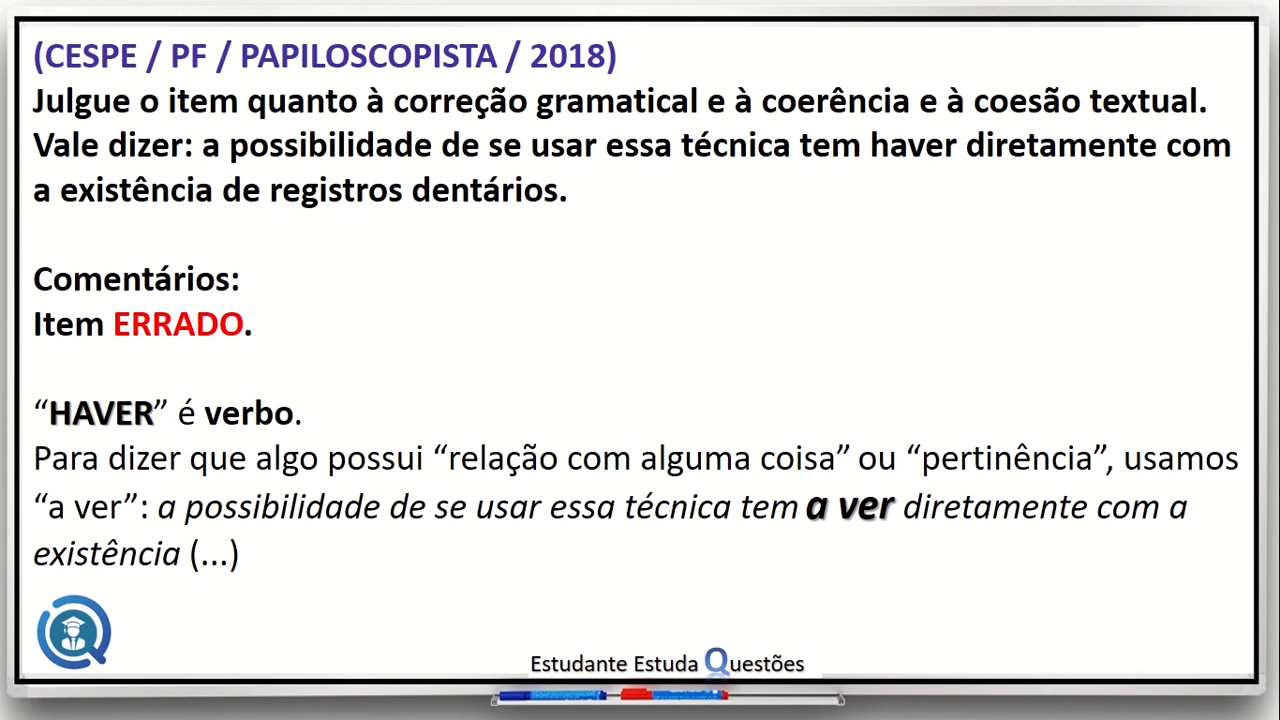 (CESPE / PF / PAPILOSCOPISTA / 2018)
Julgue o item quanto à correção gramatical e à coerência e à coesão textual.
Vale dizer: a possibilidade de se usar essa técnica tem haver diretamente com
a existência de registros dentários.
Comentários:
Item ERRADO.
“HAVER” é verbo.
Para dizer que algo possui “relação com alguma coisa” ou “pertinência”, usamos
“a ver”: a possibilidade de se usar essa técnica tem a ver diretamente com a
existência (...)
Estudante Estuda Questões